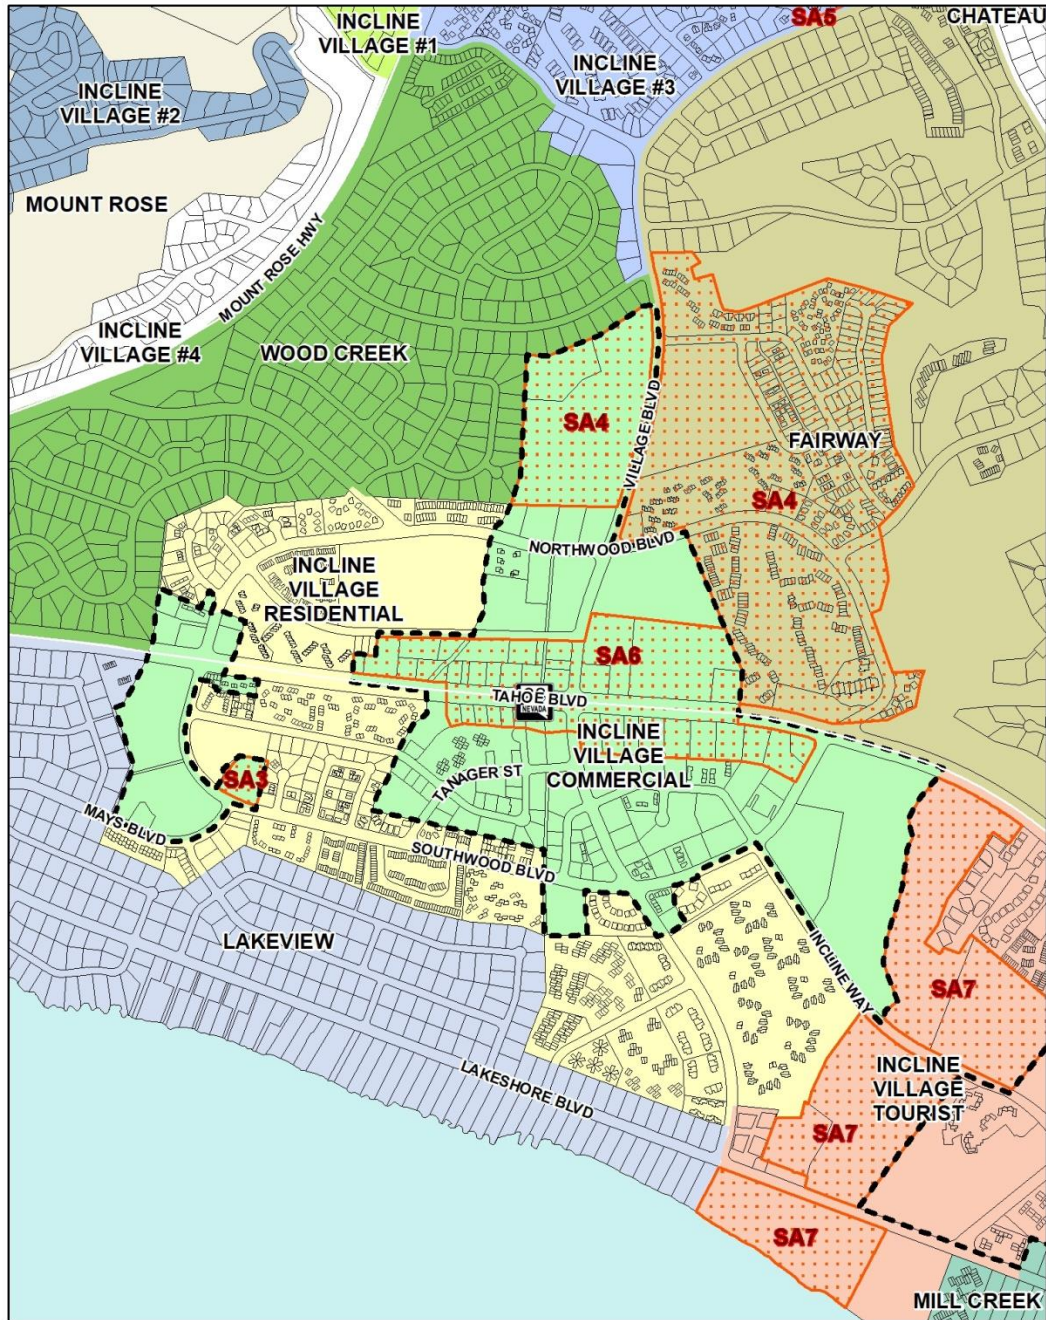 SA5
CHATEAU
INCLINE
VILLAGE #1
INCLINE
VILLAGE #3
INCLINE
VILLAGE #2
MOUNT ROSE
MOUNT ROSE HWY
INCLINE
VILLAGE #4
WOOD CREEK
SA4
VILLAGE BLVD
FAIRWAY
SA4
NORTHWOOD BLVD
INCLINE
VILLAGE
RESIDENTIAL
SA6
TAHOE BLVD
NEVADA
INCLINE
VILLAGE
COMMERCIAL
TANAGER ST
SA3
MAYS BLVD
SOUTHWOOD BLVD
LAKEVIEW
INCLINE WAY
SA7
INCLINE
VILLAGE
TOURIST
LAKESHORE BLVD
SA7
SA7
MILL CREEK